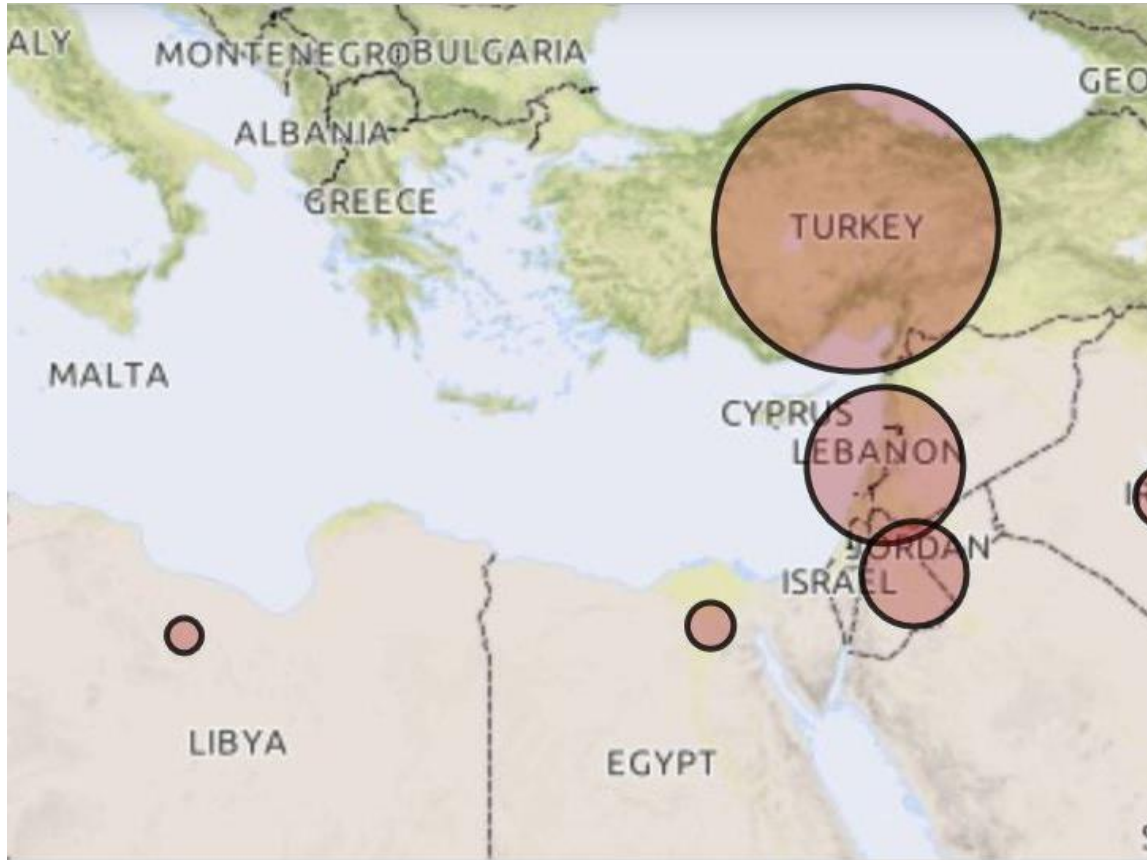 ALY
MONTENEGRO
BULGARIA
GEO
ALBANIA
GREECE
TURKEY
MALTA
CYPRUS
LEBANON
JORDAN
ISRAEL
LIBYA
EGYPT